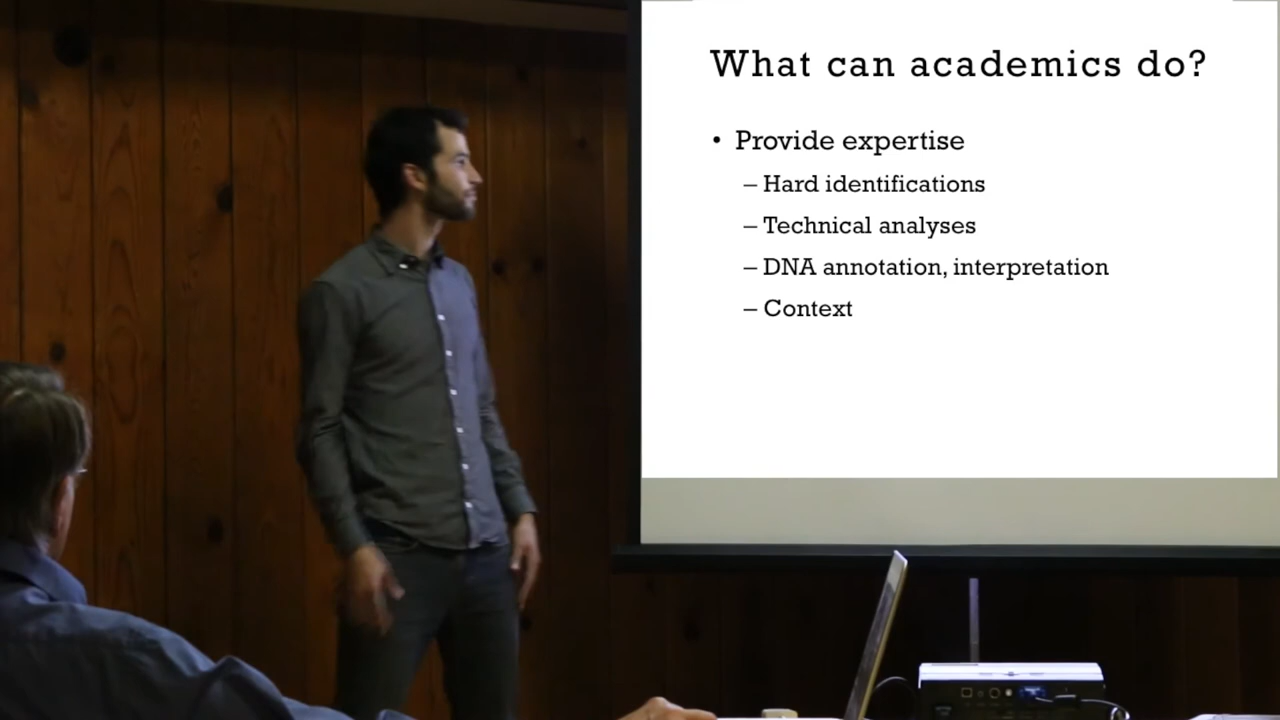 What can academics do?
• Provide expertise
– Hard identifications
– Technical analyses
– DNA annotation, interpretation
– Context